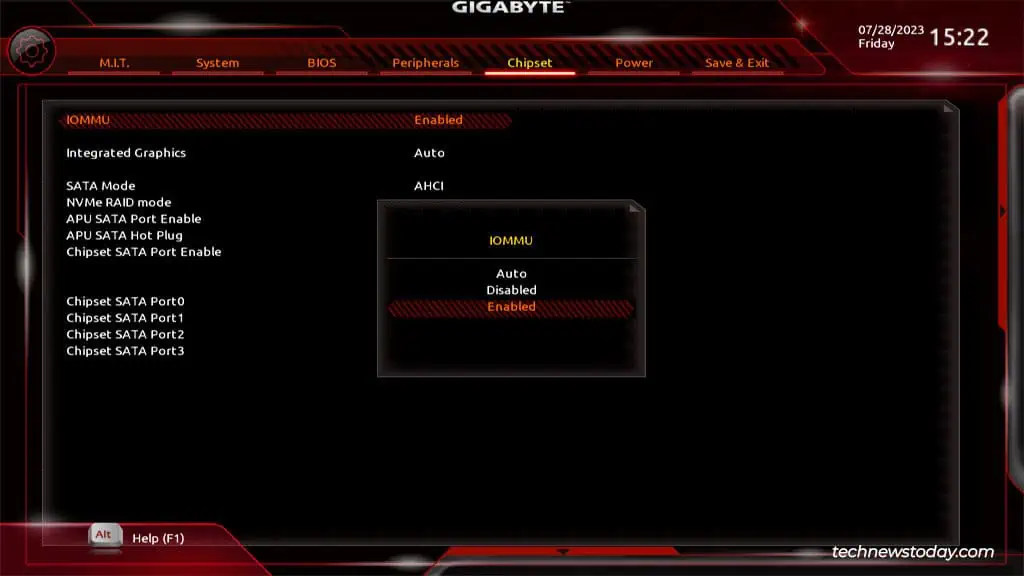 GIGABYTE™
07/28/2023
Friday
15:22
M.I.T. System BIOS Peripherals Chipset Power Save & Exit
IOMMU Enabled
Integrated Graphics Auto
SATA Mode AHCI
NVMe RAID mode
APU SATA Port Enable
APU SATA Hot Plug
Chipset SATA Port Enable
Chipset SATA Port0
Chipset SATA Port1
Chipset SATA Port2
Chipset SATA Port3
IOMMU
Auto
Disabled
Enabled
Alt Help (F1)
technewstoday.com